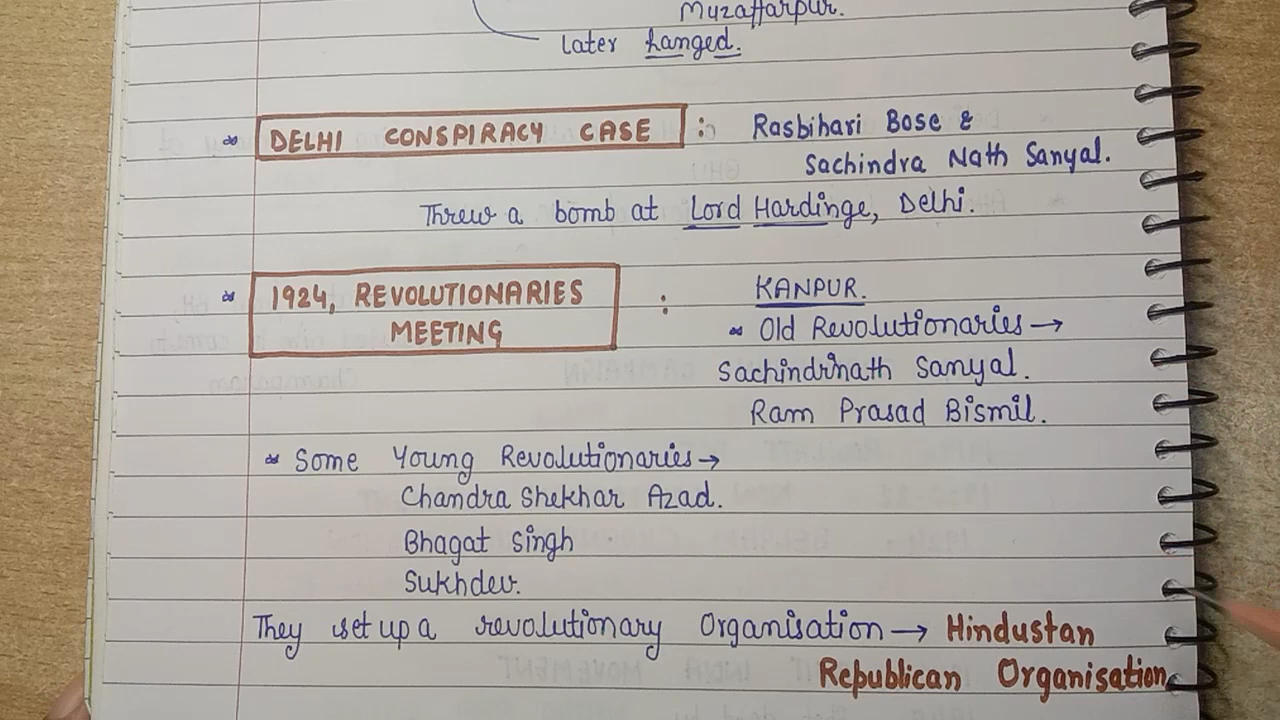 Muzaffarpur.
Later hanged.
DELHI CONSPIRACY CASE : Rasbihari Bose &
Sachindra Nath Sanyal.
Threw a bomb at Lord Hardinge, Delhi.
1924, REVOLUTIONARIES MEETING : KANPUR.
Old Revolutionaries →
Sachindrinath Sanyal.
Ram Prasad Bismil.
Some Young Revolutionaries →
Chandra Shekhar Azad.
Bhagat Singh
Sukhdev.
They set up a revolutionary Organisation → Hindustan
Republican Organisation